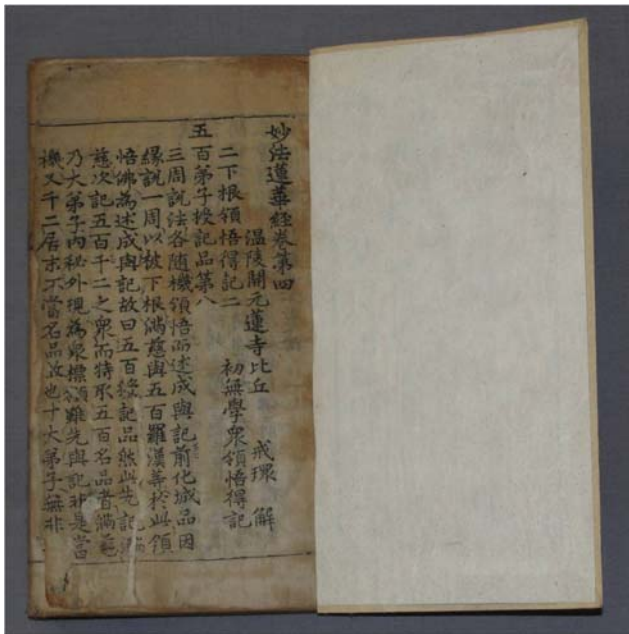 妙法蓮華經卷第四
温陵開元蓮寺比丘 戒環 解
二下根領悟得記二 初無學衆領悟得記
五百弟子授記品第八
三周說法各隨機領悟而述成與記前化城品因
緣說一周以被下根滿慈與五百羅漢等於此領
悟佛為述成與記故曰五百授記品然此先記滿
慈次記五百千二之衆而特取五百名品者滿慈
乃大弟子內秘外現為衆標領雖先與記非是當
機又千二居末不當名品故也十大弟子無非